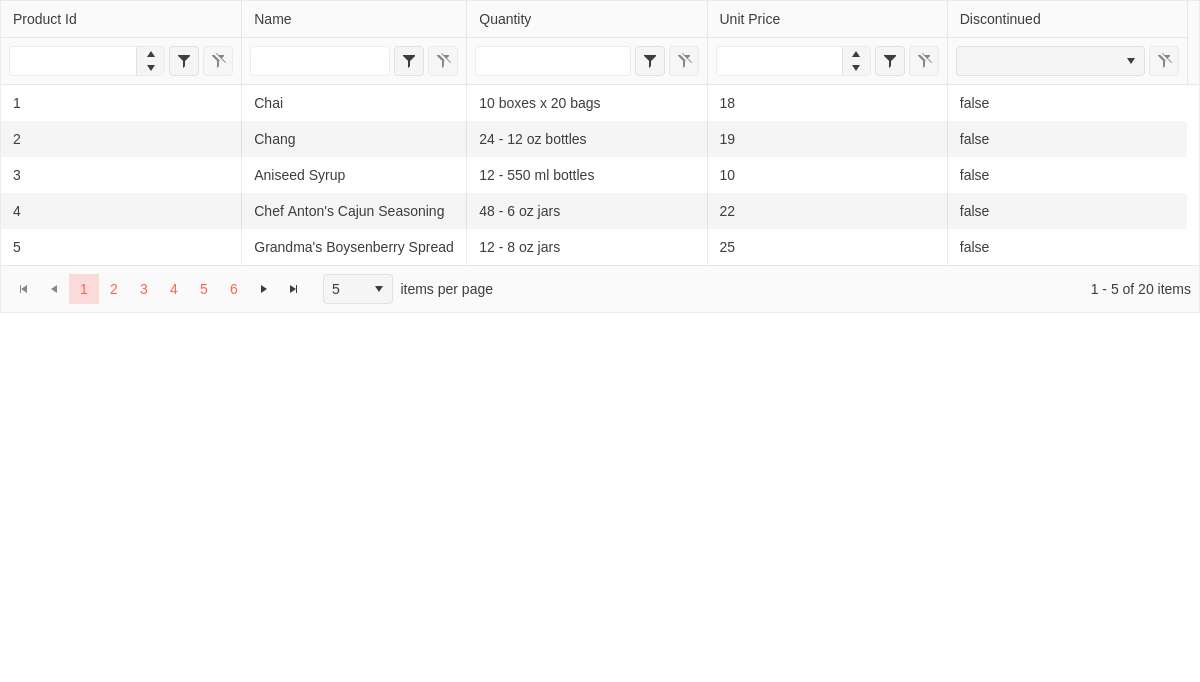 Product Id Name Quantity Unit Price Discontinued
1 Chai 10 boxes x 20 bags 18 false
2 Chang 24 - 12 oz bottles 19 false
3 Aniseed Syrup 12 - 550 ml bottles 10 false
4 Chef Anton's Cajun Seasoning 48 - 6 oz jars 22 false
5 Grandma's Boysenberry Spread 12 - 8 oz jars 25 false
1 2 3 4 5 6 5 items per page 1 - 5 of 20 items